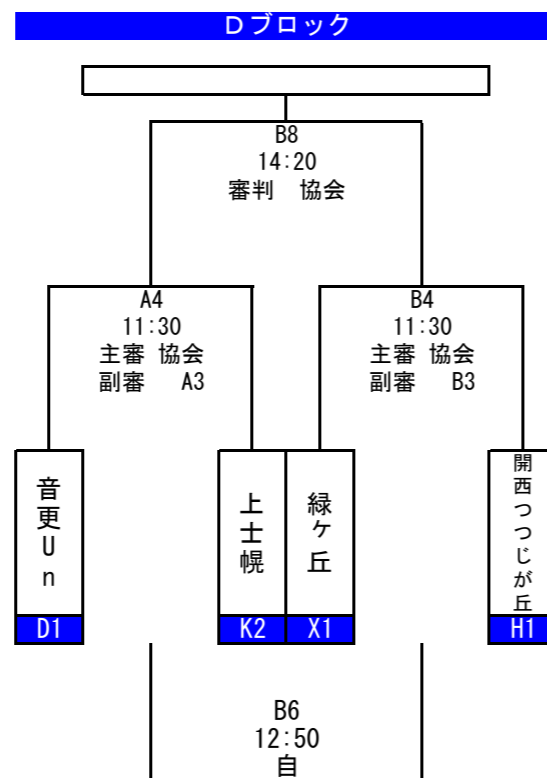 Dブロック
B8
14:20
審判 協会
A4
11:30
主審 協会
副審 A3
B4
11:30
主審 協会
副審 B3
音更Un
上士幌
緑ヶ丘
開西つつじが丘
D1
K2
X1
H1
B6
12:50
自